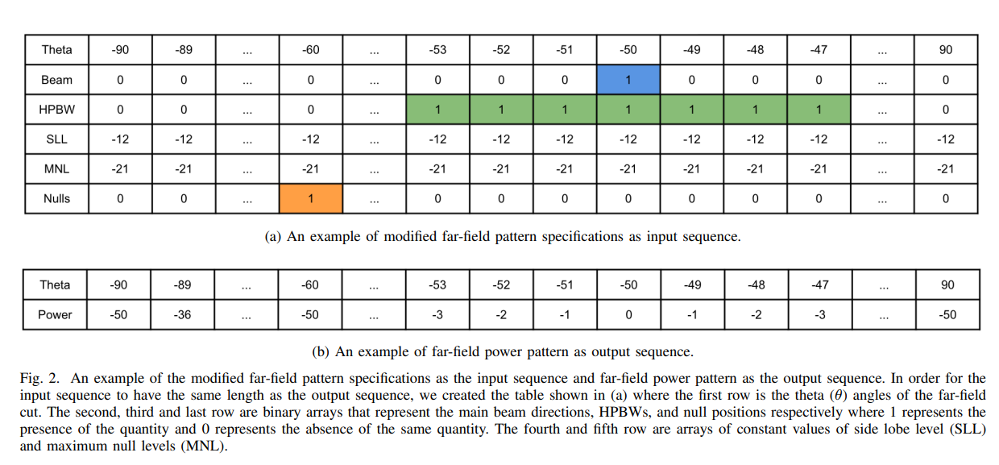 Theta -90 -89 ... -60 ... -53 -52 -51 -50 -49 -48 -47 ... 90
Beam 0 0 ... 0 ... 0 0 0 1 0 0 0 ... 0
HPBW 0 0 ... 0 ... 1 1 1 1 1 1 1 ... 0
SLL -12 -12 ... -12 ... -12 -12 -12 -12 -12 -12 -12 ... -12
MNL -21 -21 ... -21 ... -21 -21 -21 -21 -21 -21 -21 ... -21
Nulls 0 0 ... 1 ... 0 0 0 0 0 0 0 ... 0
(a) An example of modified far-field pattern specifications as input sequence.
Theta -90 -89 ... -60 ... -53 -52 -51 -50 -49 -48 -47 ... 90
Power -50 -36 ... -50 ... -3 -2 -1 0 -1 -2 -3 ... -50
(b) An example of far-field power pattern as output sequence.
Fig. 2. An example of the modified far-field pattern specifications as the input sequence and far-field power pattern as the output sequence. In order for the
input sequence to have the same length as the output sequence, we created the table shown in (a) where the first row is the theta (θ) angles of the far-field
cut. The second, third and last row are binary arrays that represent the main beam directions, HPBWs, and null positions respectively where 1 represents the
presence of the quantity and 0 represents the absence of the same quantity. The fourth and fifth row are arrays of constant values of side lobe level (SLL)
and maximum null levels (MNL).